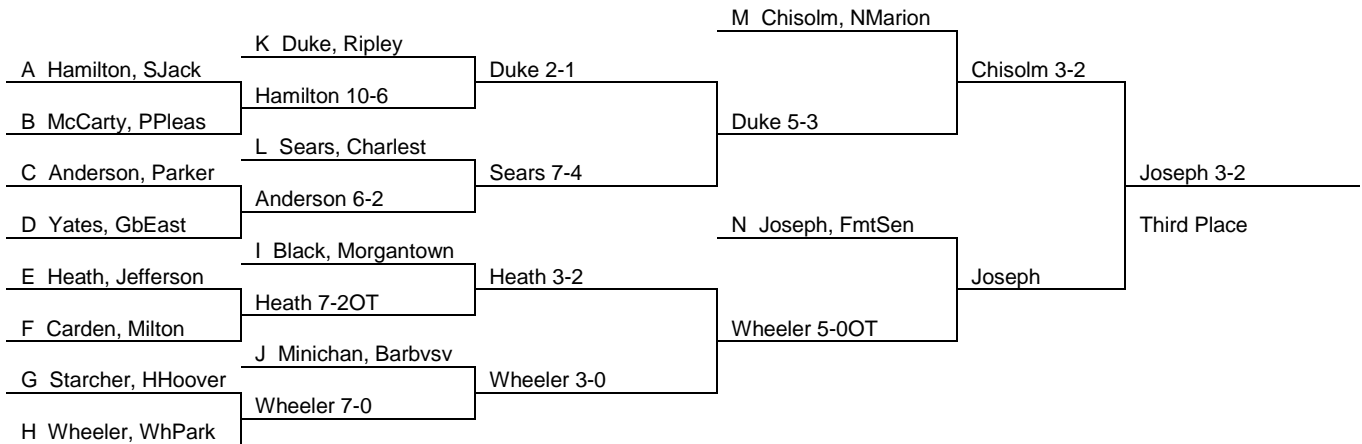 M Chisolm, NMarion
K Duke, Ripley
A Hamilton, SJack
Duke 2-1
Chisolm 3-2
Hamilton 10-6
B McCarty, PPleas
Duke 5-3
L Sears, Charlest
C Anderson, Parker
Sears 7-4
Joseph 3-2
Anderson 6-2
D Yates, GbEast
N Joseph, FmtSen
Third Place
I Black, Morgantown
E Heath, Jefferson
Heath 3-2
Joseph
Heath 7-2OT
F Carden, Milton
Wheeler 5-0OT
J Minichan, Barbvsv
G Starcher, HHoover
Wheeler 3-0
Wheeler 7-0
H Wheeler, WhPark